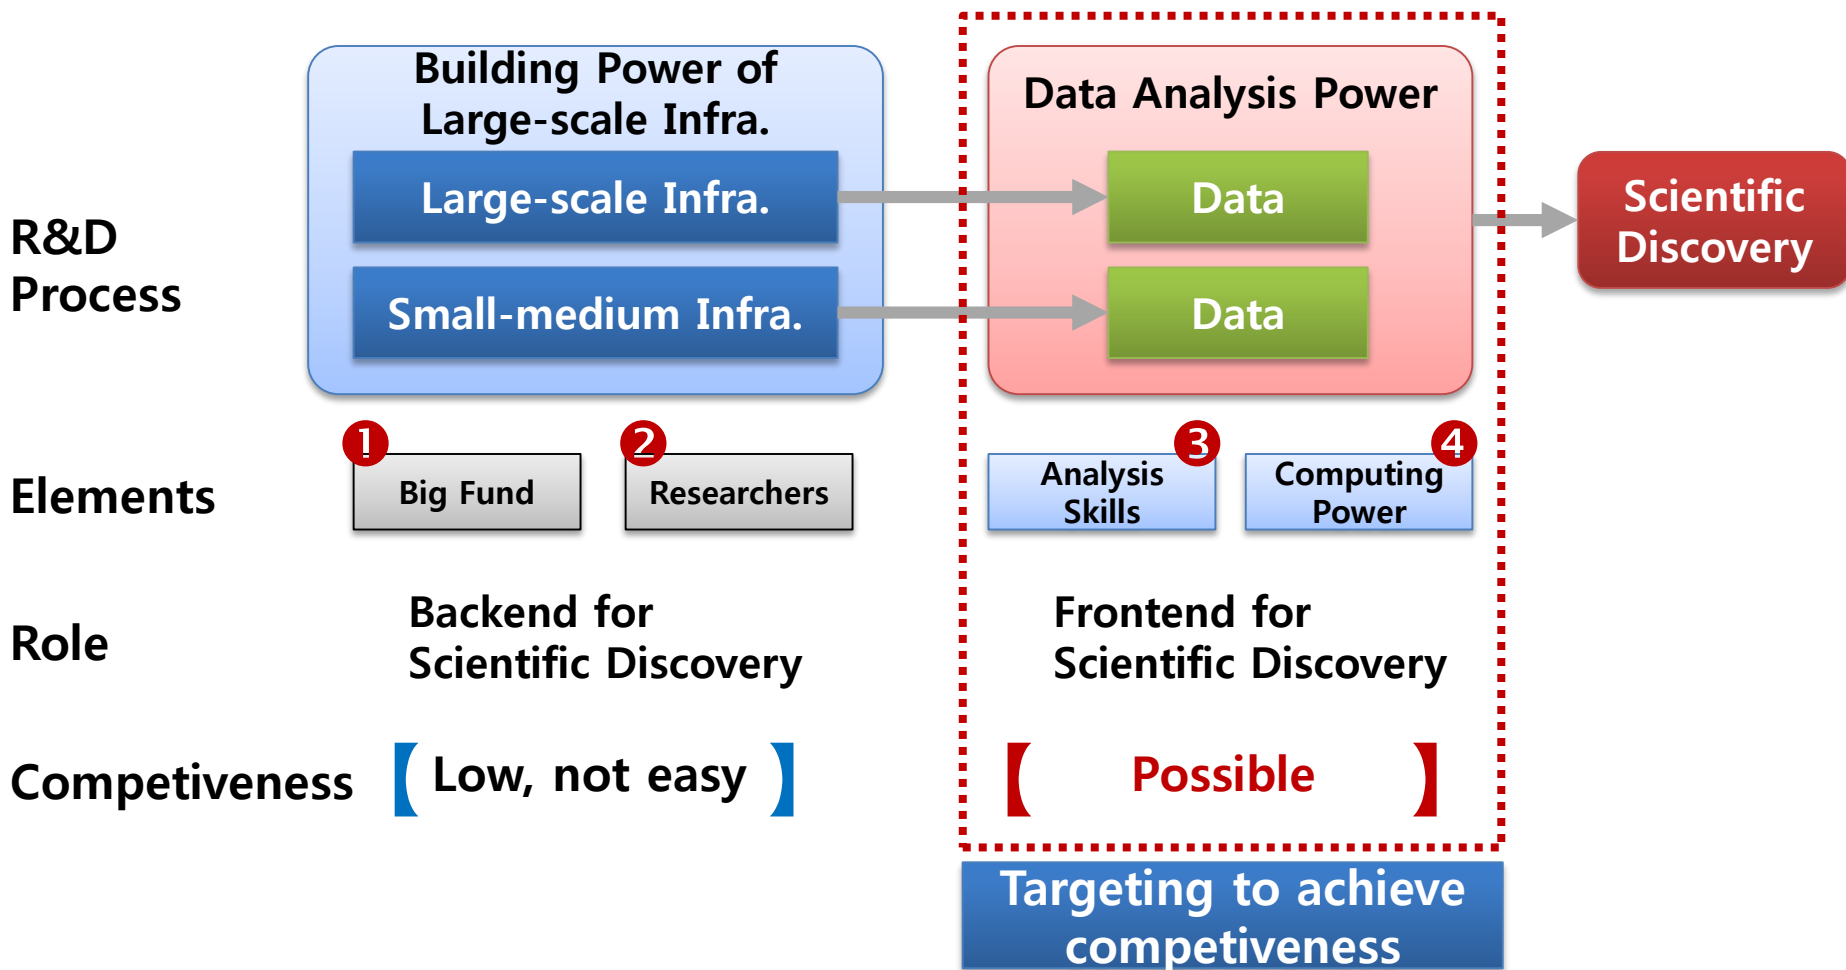 Building Power of
Large-scale Infra.
Data Analysis Power
R&D
Process
Large-scale Infra.
Data
Small-medium Infra.
Data
Scientific
Discovery
Elements
1
Big Fund
2
Researchers
3
Analysis
Skills
4
Computing
Power
Role
Backend for
Scientific Discovery
Frontend for
Scientific Discovery
Competiveness
【 Low, not easy 】
【 Possible 】
Targeting to achieve
competiveness